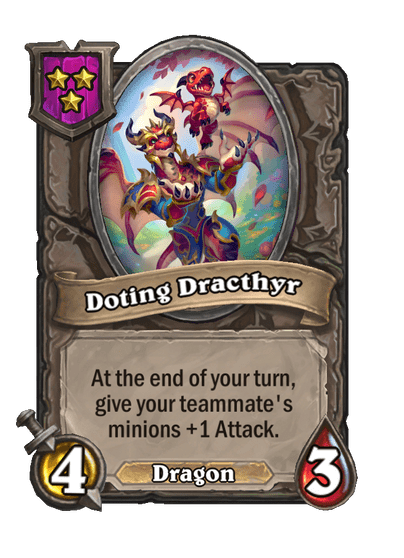 Doting Dracthyr
At the end of your turn,
give your teammate's
minions +1 Attack.
4
Dragon
3